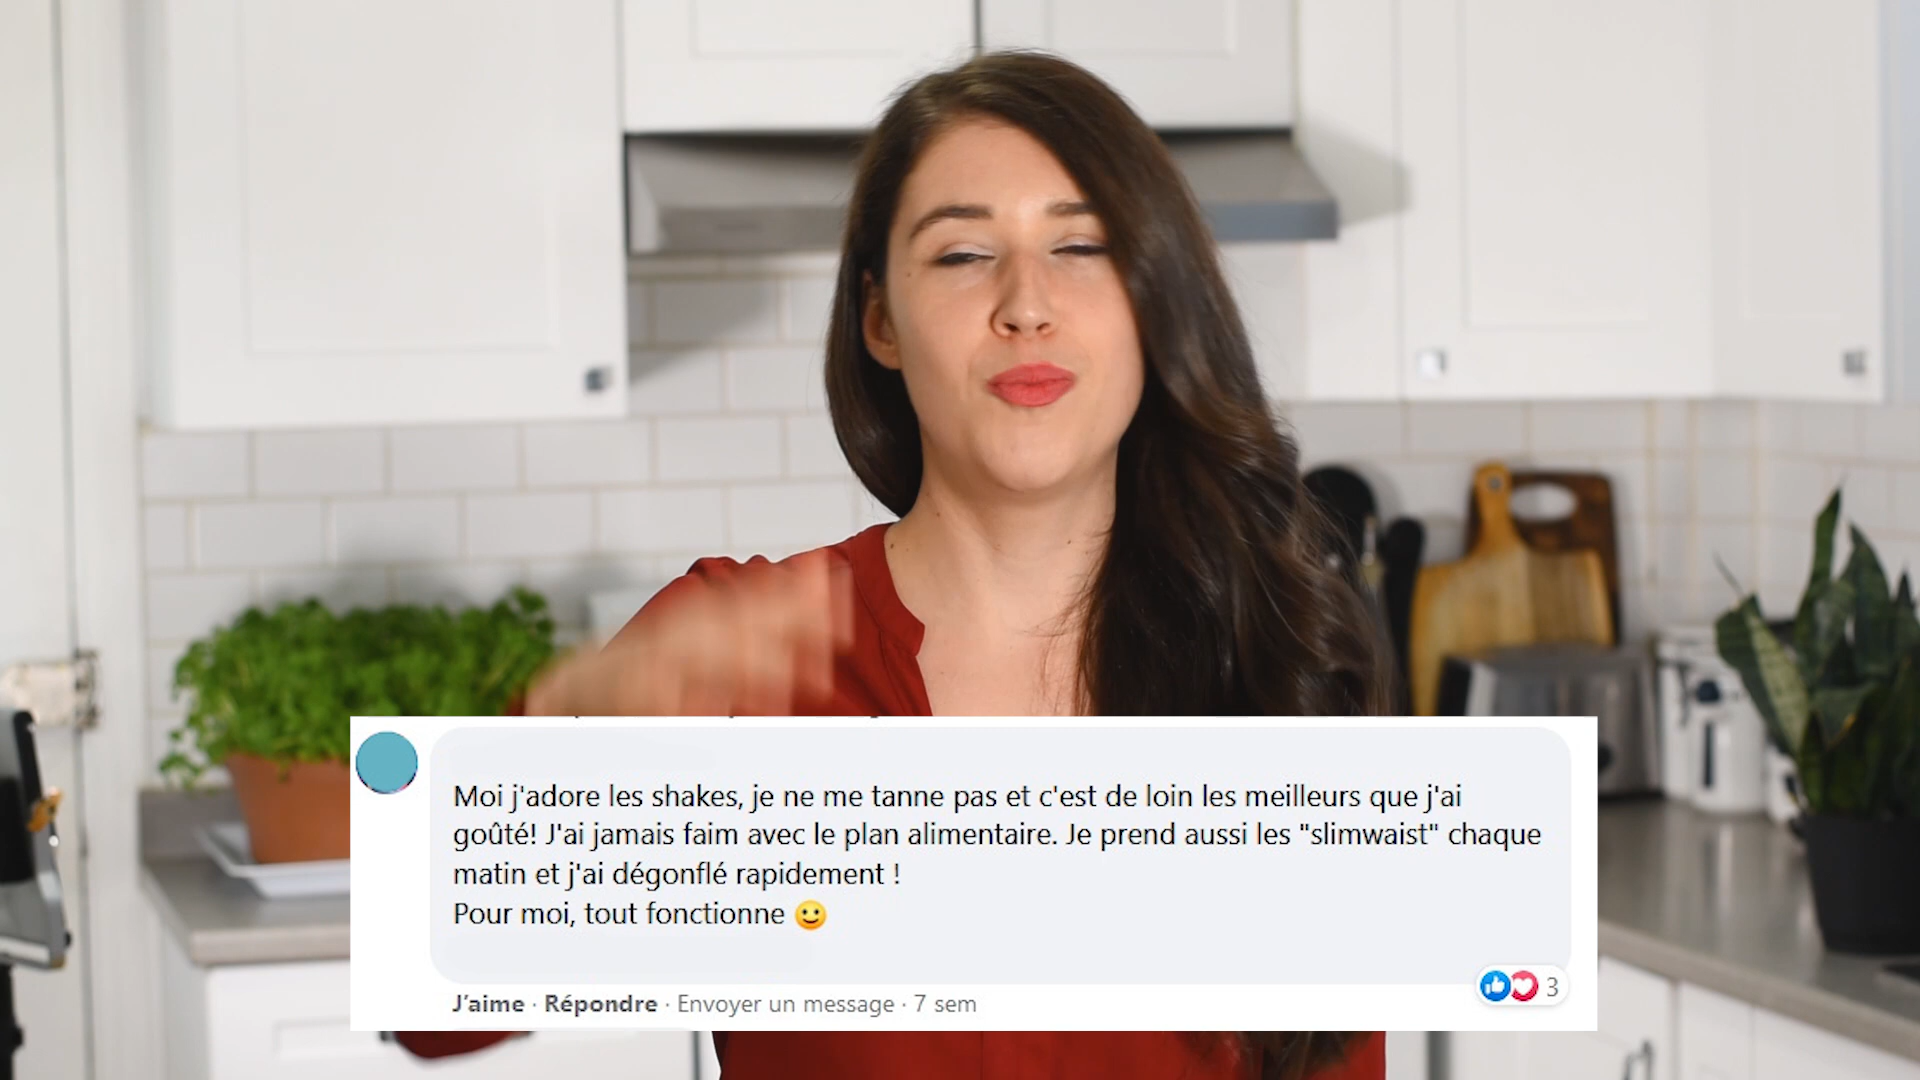 Moi j'adore les shakes, je ne me tanne pas et c'est de loin les meilleurs que j'ai
goûté! J'ai jamais faim avec le plan alimentaire. Je prend aussi les "slimwaist" chaque
matin et j'ai dégonflé rapidement !
Pour moi, tout fonctionne 🙂
J'aime · Répondre · Envoyer un message · 7 sem
3